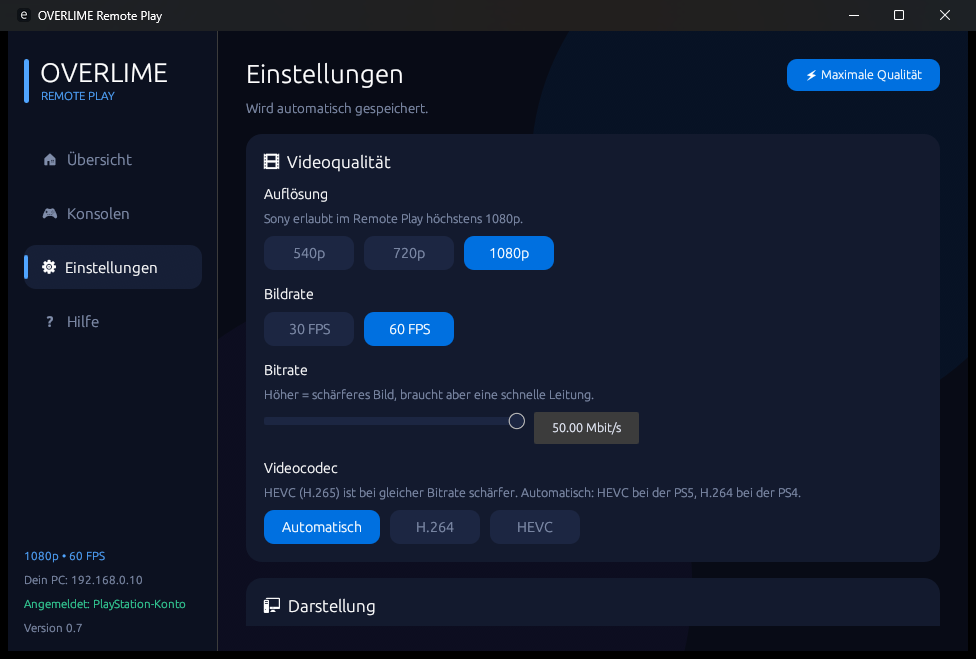 OVERLIME Remote Play
OVERLIME
REMOTE PLAY
Übersicht
Konsolen
Einstellungen
Hilfe
1080p • 60 FPS
Dein PC: 192.168.0.10
Angemeldet: PlayStation-Konto
Version 0.7
Einstellungen
Wird automatisch gespeichert.
⚡ Maximale Qualität
Videoqualität
Auflösung
Sony erlaubt im Remote Play höchstens 1080p.
540p 720p 1080p
Bildrate
30 FPS 60 FPS
Bitrate
Höher = schärferes Bild, braucht aber eine schnelle Leitung.
50.00 Mbit/s
Videocodec
HEVC (H.265) ist bei gleicher Bitrate schärfer. Automatisch: HEVC bei der PS5, H.264 bei der PS4.
Automatisch H.264 HEVC
Darstellung